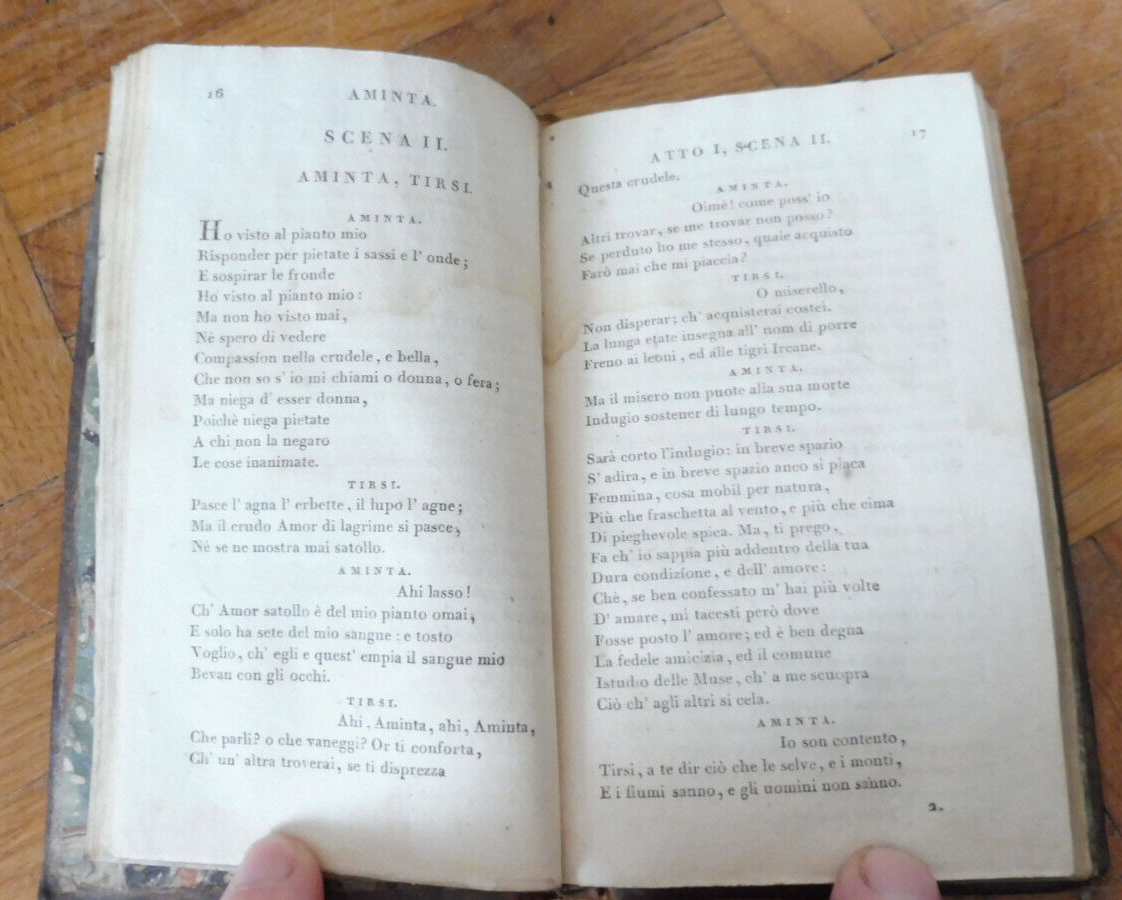 16
AMINTA.
SCENA II.
AMINTA, TIRSI.
AMINTA.
Ho visto al pianto mio
Risponder per pietate i sassi e l' onde;
E sospirar le fronde
Ho visto al pianto mio:
Ma non ho visto mai,
Nè spero di vedere
Compassion nella crudele, e bella,
Che non so s' io mi chiami o donna, o fera;
Ma niega d' esser donna,
Poichè niega pietate
A chi non la negaro
Le cose inanimate.
TIRSI.
Pasce l' agna l' erbette, il lupo l' agne;
Ma il crudo Amor di lagrime si pasce,
Nè se ne mostra mai satollo.
AMINTA.
Ahi lasso!
Ch' Amor satollo è del mio pianto omai,
E solo ha sete del mio sangue: e tosto
Voglio, ch' egli e quest' empia il sangue mio
Bevan con gli occhi.
TIRSI.
Ahi, Aminta, ahi, Aminta,
Che parli? o che vaneggi? Or ti conforta,
Ch' un' altra troverai, se ti disprezza
17
ATTO I, SCENA II.
Questa crudele.
AMINTA.
Oimè! come poss' io
Altri trovar, se me trovar non posso?
Se perduto ho me stesso, quale acquisto
Farò mai che mi piaccia?
TIRSI.
O miserello,
Non disperar; ch' acquisterai costei.
La lunga etate insegna all' uom di porre
Freno ai leoni, ed alle tigri Ircane.
AMINTA.
Ma il misero non puote alla sua morte
Indugio sostener di lungo tempo.
TIRSI.
Sarà corto l'indugio: in breve spazio
S' adira, e in breve spazio anco si placa
Femmina, cosa mobil per natura,
Più che fraschetta al vento, e più che cima
Di pieghevole spica. Ma, ti prego,
Fa ch' io sappia più addentro della tua
Dura condizione, e dell' amore:
Chè, se ben confessato m' hai più volte
D' amare, mi tacesti però dove
Fosse posto l' amore; ed è ben degna
La fedele amicizia, ed il comune
Istudio delle Muse, ch' a me scuopra
Ciò ch' agli altri si cela.
AMINTA.
Io son contento,
Tirsi, a te dir ciò che le selve, e i monti,
E i fiumi sanno, e gli uomini non sanno.
2.